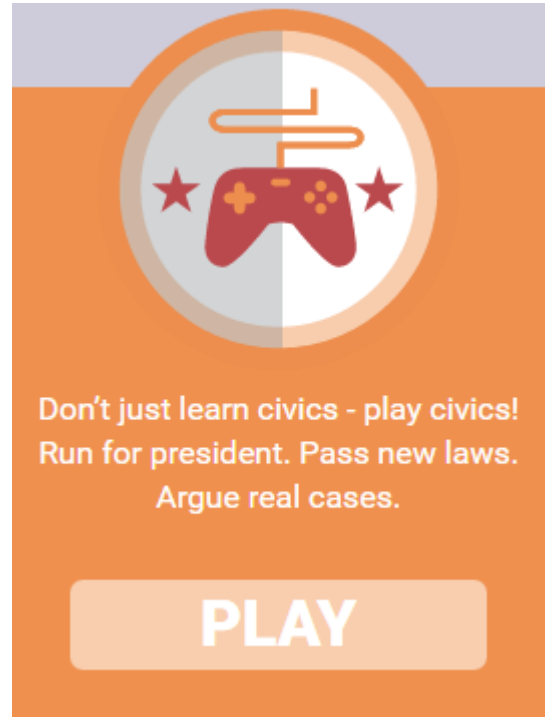 Don’t just learn civics - play civics!
Run for president. Pass new laws.
Argue real cases.
PLAY